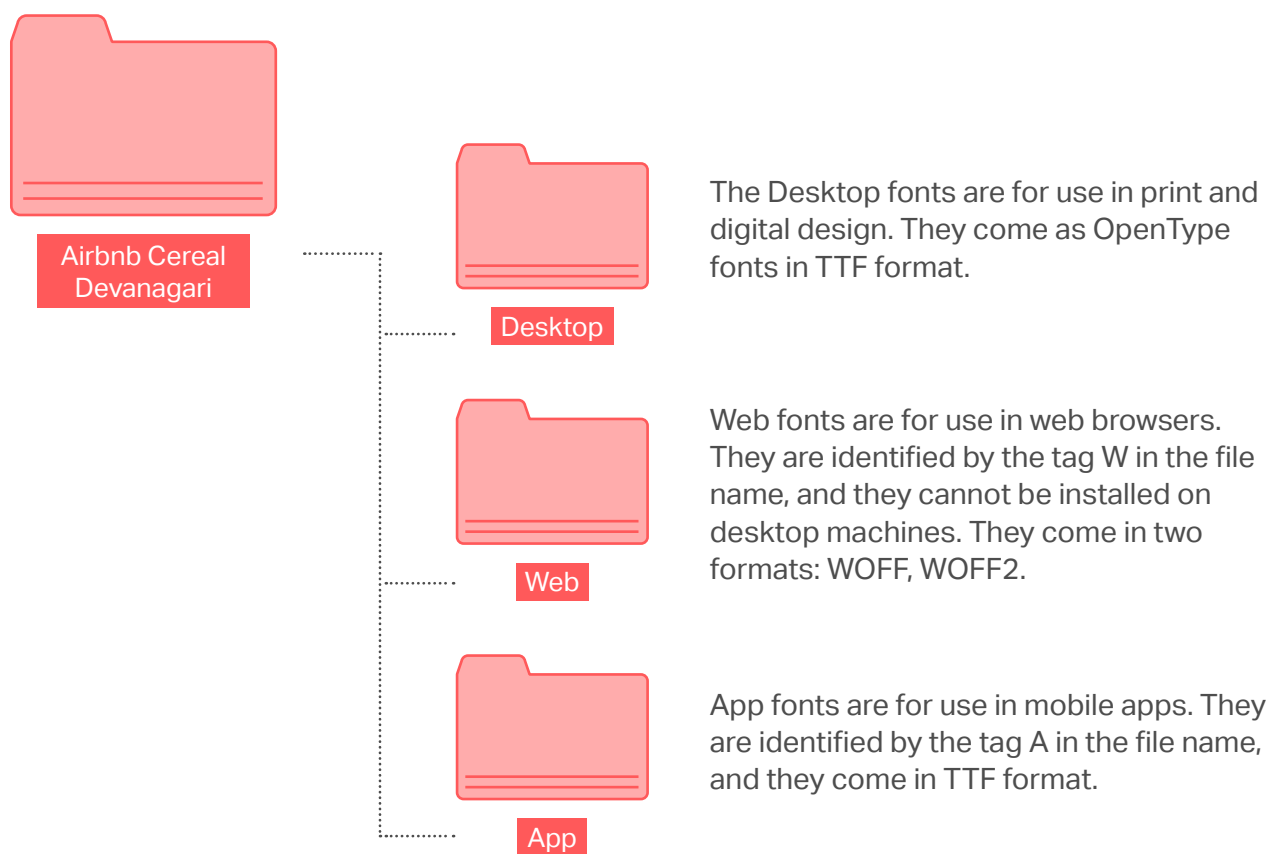 Airbnb Cereal
Devanagari
The Desktop fonts are for use in print and
digital design. They come as OpenType
fonts in TTF format.
Desktop
Web fonts are for use in web browsers.
They are identified by the tag W in the file
name, and they cannot be installed on
desktop machines. They come in two
formats: WOFF, WOFF2.
Web
App fonts are for use in mobile apps. They
are identified by the tag A in the file name,
and they come in TTF format.
App